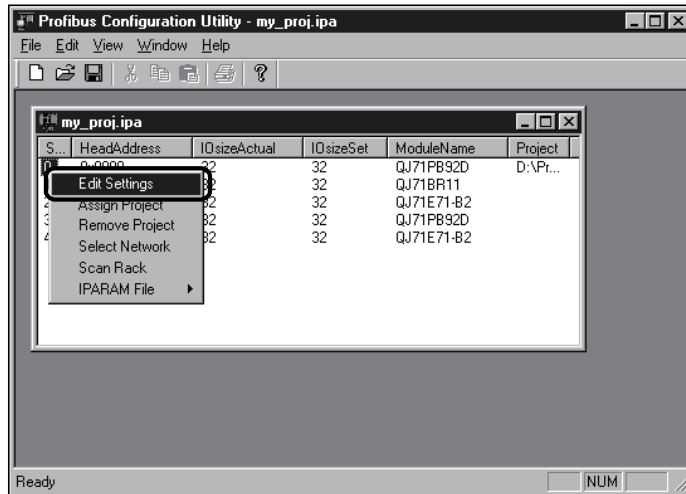 Profibus Configuration Utility - my_proj.ipa
File Edit View Window Help
my_proj.ipa
S... HeadAddress IOsizeActual IOsizeSet ModuleName Project
0 32 32 QJ71PB92D D:\Pr...
Edit Settings 32 32 QJ71BR11
Assign Project 32 32 QJ71E71-B2
Remove Project 32 32 QJ71PB92D
4 32 32 QJ71E71-B2
Select Network
Scan Rack
IPARAM File
Ready NUM